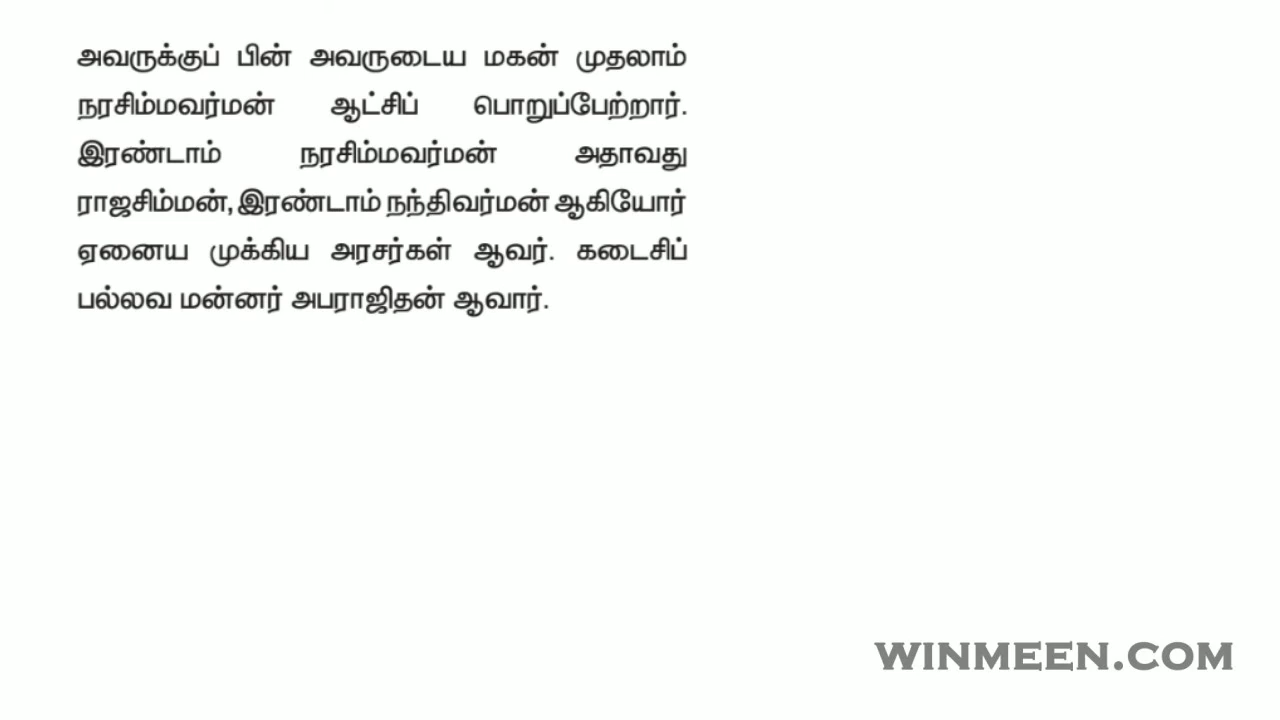 அவருக்குப் பின் அவருடைய மகன் முதலாம்
நரசிம்மவர்மன் ஆட்சிப் பொறுப்பேற்றார்.
இரண்டாம் நரசிம்மவர்மன் அதாவது
ராஜசிம்மன், இரண்டாம் நந்திவர்மன் ஆகியோர்
ஏனைய முக்கிய அரசர்கள் ஆவர். கடைசிப்
பல்லவ மன்னர் அபராஜிதன் ஆவார்.
WINMEEN.COM